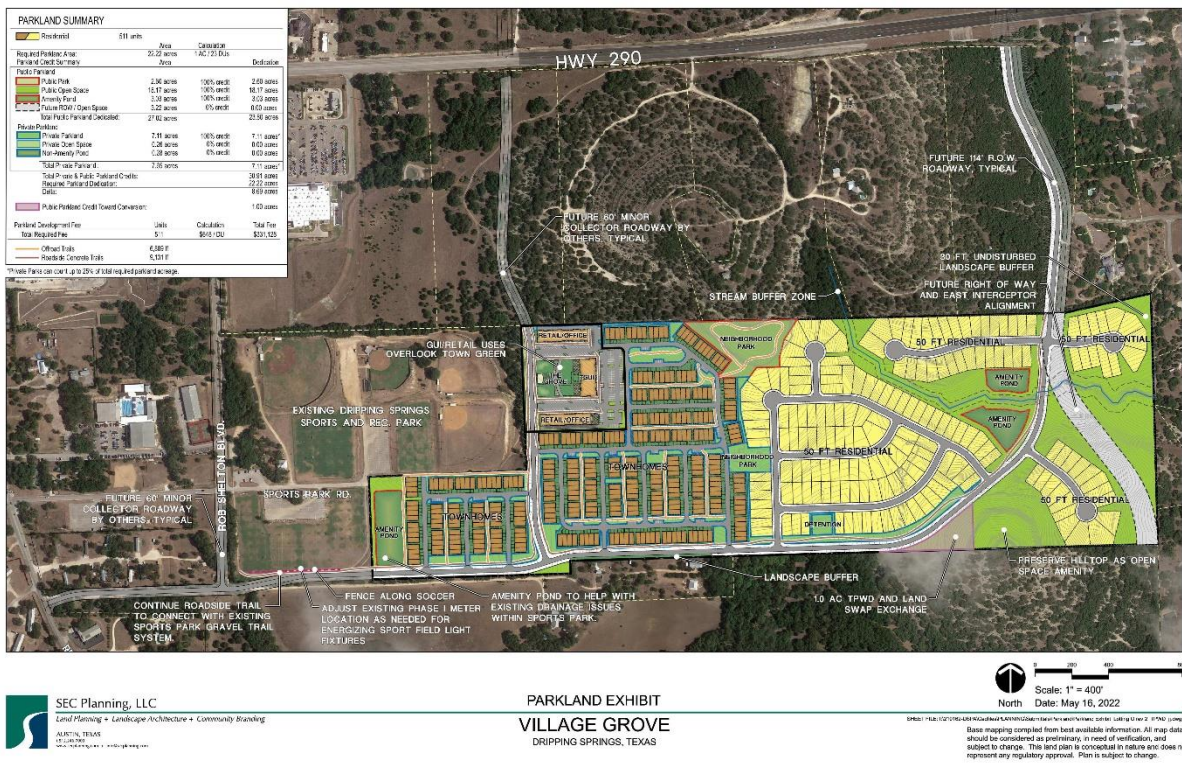 PARKLAND SUMMARY
Residential 511 units
Area Calculation
Required Parkland Area: 22.22 acres 1 AC / 23 DUs
Parkland Credit Summary Area Dedication
Public Parkland
Public Park 2.60 acres 100% credit 2.60 acres
Public Open Space 18.17 acres 100% credit 18.17 acres
Amenity Pond 3.03 acres 100% credit 3.03 acres
Future ROW / Open Space 3.22 acres 0% credit 0.00 acres
Total Public Parkland Dedicated: 27.02 acres 23.80 acres
Private Parkland
Private Parkland 7.11 acres 100% credit 7.11 acres*
Private Open Space 0% credit 0.00 acres
Non-Amenity Pond 0% credit 0.00 acres
Total Private Parkland: 7.11 acres*
Total Private & Public Parkland Credits: 30.91 acres
Required Parkland Dedication: 22.22 acres
Delta: 8.69 acres
Public Parkland Credit Toward Conversion: 1.00 acres
Parkland Development Fee Units Calculation Total Fee
Total Required Fee 511 $648 / DU
Offroad Trails
Roadside Concrete Trails 9,131 lf
*Private Parks can count up to 25% of total required parkland acreage.
HWY 290
FUTURE 114' R.O.W.
ROADWAY, TYPICAL
FUTURE 60' MINOR
COLLECTOR ROADWAY BY
OTHERS, TYPICAL
30 FT. UNDISTURBED
LANDSCAPE BUFFER
FUTURE RIGHT OF WAY
AND EAST INTERCEPTOR
ALIGNMENT
STREAM BUFFER ZONE
GUI/RETAIL USES
OVERLOOK TOWN GREEN
RETAIL/OFFICE
THE GROVE
GUI
RETAIL/OFFICE
NEIGHBORHOOD
PARK
50 FT RESIDENTIAL
50 FT RESIDENTIAL
AMENITY
POND
AMENITY
POND
EXISTING DRIPPING SPRINGS
SPORTS AND REC. PARK
ROB SHELTON BLVD.
50 FT RESIDENTIAL
NEIGHBORHOOD
PARK
TOWNHOMES
50 FT RESIDENTIAL
FUTURE 60' MINOR
COLLECTOR ROADWAY
BY OTHERS, TYPICAL
SPORTS PARK RD.
AMENITY
POND
TOWNHOMES
DETENTION
PRESERVE HILLTOP AS OPEN
SPACE AMENITY
LANDSCAPE BUFFER
1.0 AC TPWD AND LAND
SWAP EXCHANGE
CONTINUE ROADSIDE TRAIL
TO CONNECT WITH EXISTING
SPORTS PARK GRAVEL TRAIL
SYSTEM.
FENCE ALONG SOCCER
ADJUST EXISTING PHASE I METER
LOCATION AS NEEDED FOR
ENERGIZING SPORT FIELD LIGHT
FIXTURES
AMENITY POND TO HELP WITH
EXISTING DRAINAGE ISSUES
WITHIN SPORTS PARK.
SEC Planning, LLC
Land Planning + Landscape Architecture + Community Branding
AUSTIN, TEXAS
PARKLAND EXHIBIT
VILLAGE GROVE
DRIPPING SPRINGS, TEXAS
0 200 400
North
Scale: 1" = 400'
Date: May 16, 2022
Base mapping compiled from best available information. All map data
should be considered as preliminary, in need of verification, and
subject to change. This land plan is conceptual in nature and does
represent any regulatory approval. Plan is subject to change.